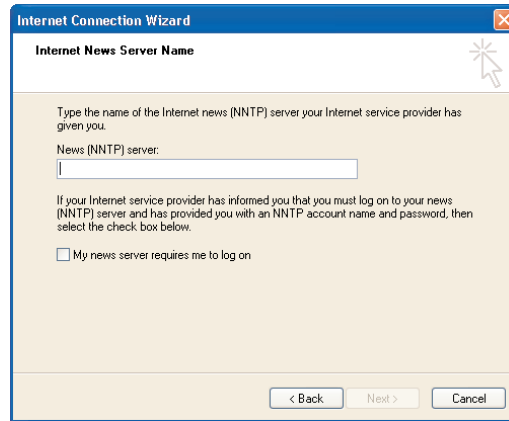 Internet Connection Wizard
Internet News Server Name
Type the name of the Internet news (NNTP) server your Internet service provider has
given you.
News (NNTP) server:
If your Internet service provider has informed you that you must log on to your news
(NNTP) server and has provided you with an NNTP account name and password, then
select the check box below.
My news server requires me to log on
< Back
Next >
Cancel